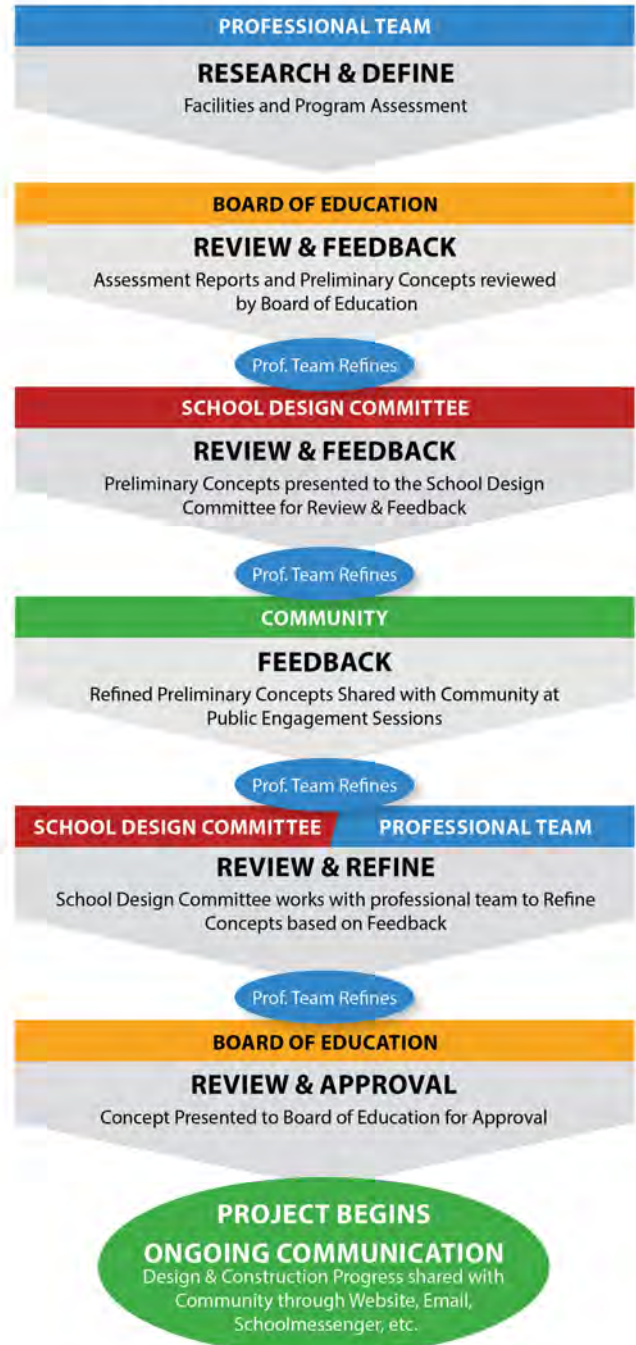 PROFESSIONAL TEAM
RESEARCH & DEFINE
Facilities and Program Assessment
BOARD OF EDUCATION
REVIEW & FEEDBACK
Assessment Reports and Preliminary Concepts reviewed
by Board of Education
Prof. Team Refines
SCHOOL DESIGN COMMITTEE
REVIEW & FEEDBACK
Preliminary Concepts presented to the School Design
Committee for Review & Feedback
Prof. Team Refines
COMMUNITY
FEEDBACK
Refined Preliminary Concepts Shared with Community at
Public Engagement Sessions
Prof. Team Refines
SCHOOL DESIGN COMMITTEE PROFESSIONAL TEAM
REVIEW & REFINE
School Design Committee works with professional team to Refine
Concepts based on Feedback
Prof. Team Refines
BOARD OF EDUCATION
REVIEW & APPROVAL
Concept Presented to Board of Education for Approval
PROJECT BEGINS
ONGOING COMMUNICATION
Design & Construction Progress shared with
Community through Website, Email,
Schoolmessenger, etc.